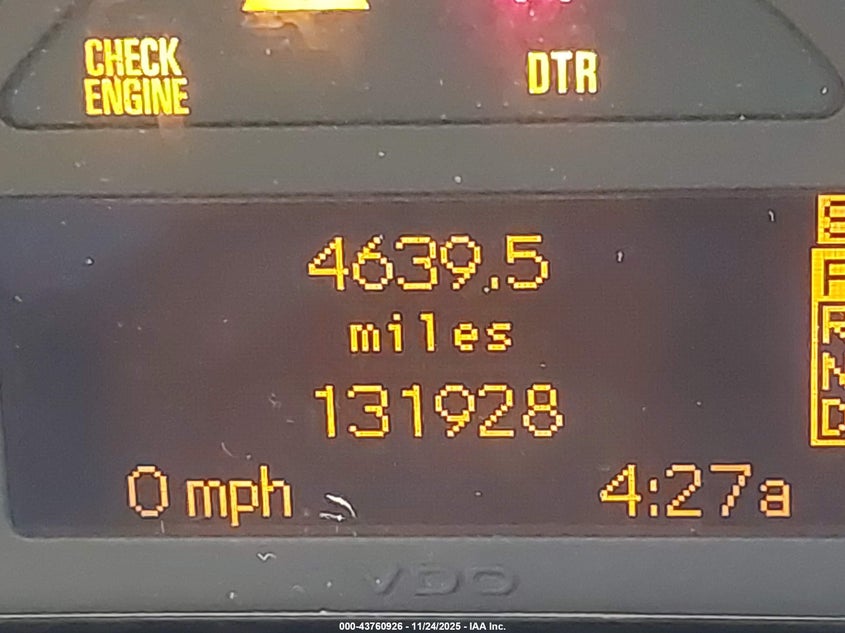 CHECK
ENGINE
DTR
4639.5
miles
131928
0 mph
4:27a
P
R
N
D
VDO
000-43760926 - 11/24/2025 - IAA Inc.